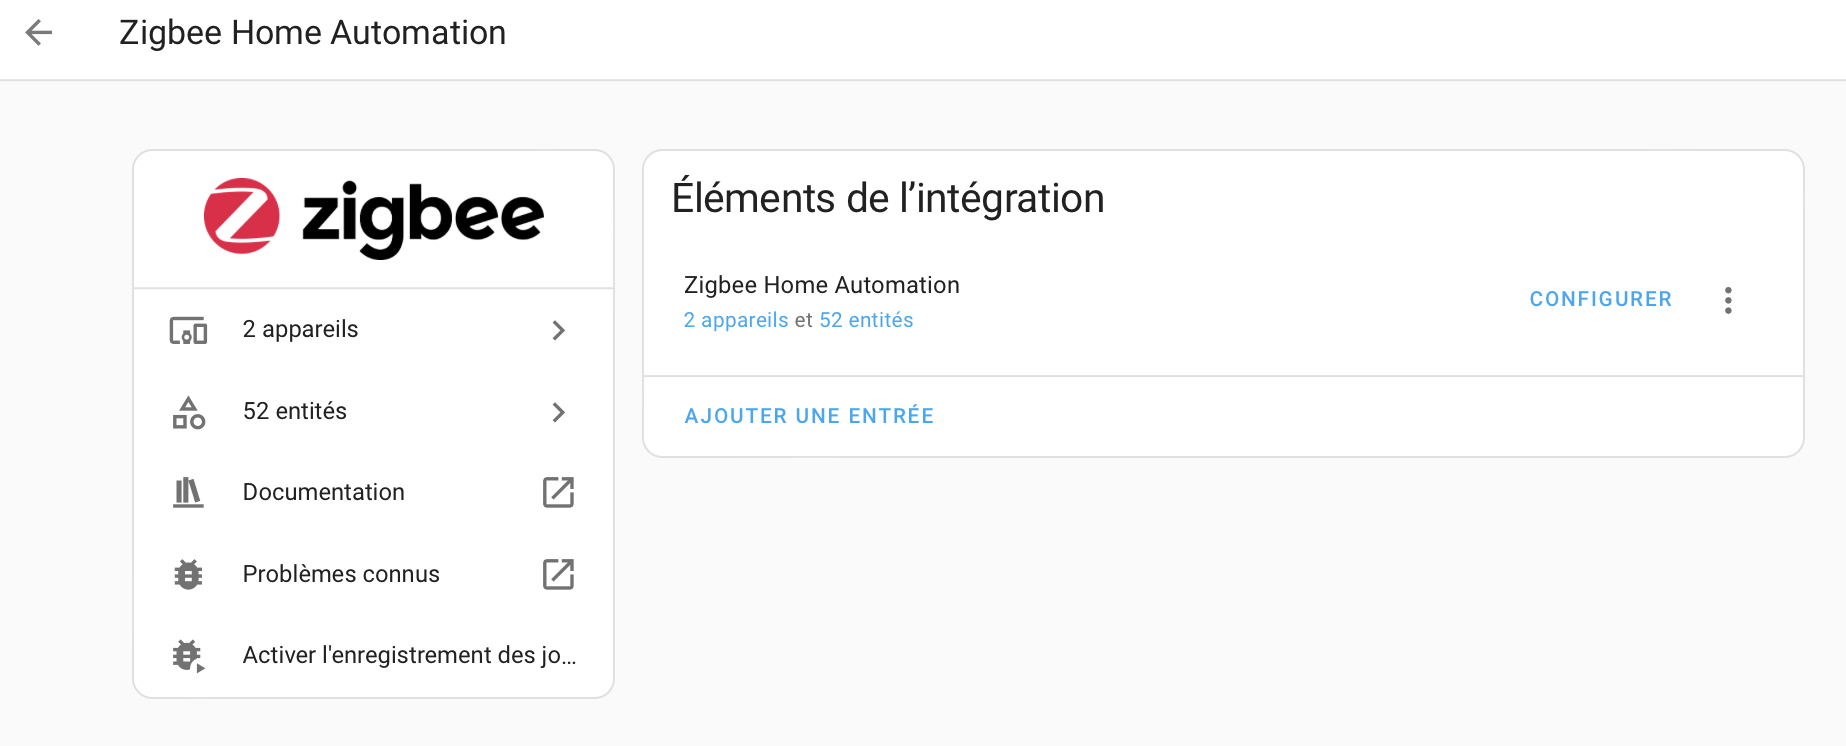 Zigbee Home Automation
zigbee
2 appareils
52 entités
Documentation
Problèmes connus
Activer l'enregistrement des jo...
Éléments de l’intégration
Zigbee Home Automation
2 appareils et 52 entités
CONFIGURER
AJOUTER UNE ENTRÉE